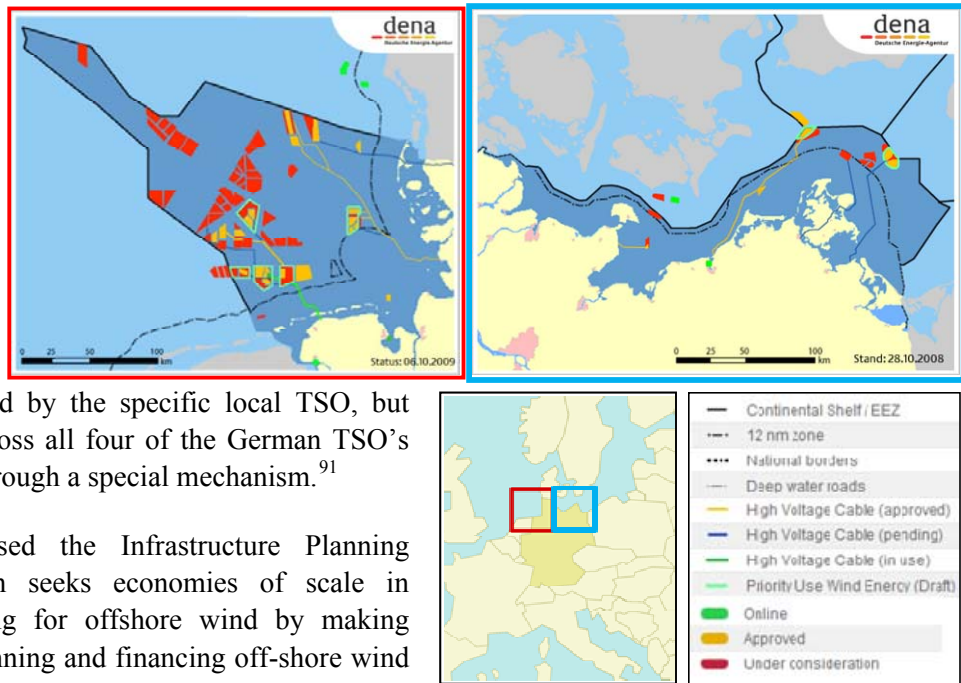 dena
Deutsche Energie-Agentur
0 25 50 100
km
Status: 06.10.2009
dena
Deutsche Energie-Agentur
0 25 50 100
km
Stand: 28.10.2008
d by the specific local TSO, but
oss all four of the German TSO’s
rough a special mechanism.91
sed the Infrastructure Planning
n seeks economies of scale in
g for offshore wind by making
nning and financing off-shore wind
Continental Shelf / EEZ
12 nm zone
National borders
Deep water roads
High Voltage Cable (approved)
High Voltage Cable (pending)
High Voltage Cable (in use)
Priority Use Wind Energy (Draft)
Online
Approved
Under consideration